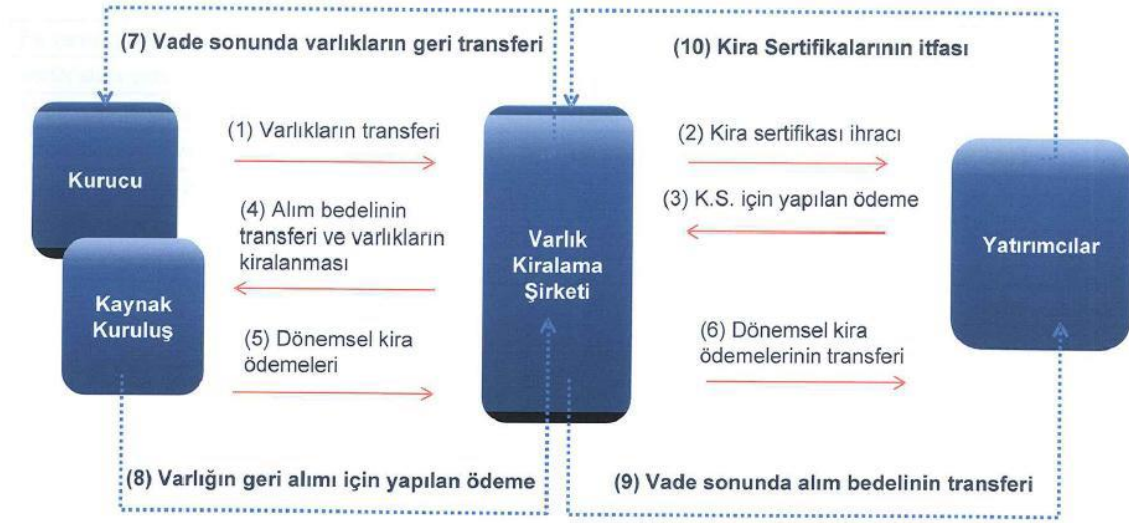 (7) Vade sonunda varlıkların geri transferi
(10) Kira Sertifikalarının itfası
Kurucu
(1) Varlıkların transferi
(2) Kira sertifikası ihracı
(3) K.S. için yapılan ödeme
(4) Alım bedelinin
transferi ve varlıkların
kiralanması
Varlık
Kiralama
Şirketi
Yatırımcılar
Kaynak
Kuruluş
(5) Dönemsel kira
ödemeleri
(6) Dönemsel kira
ödemelerinin transferi
(8) Varlığın geri alımı için yapılan ödeme
(9) Vade sonunda alım bedelinin transferi